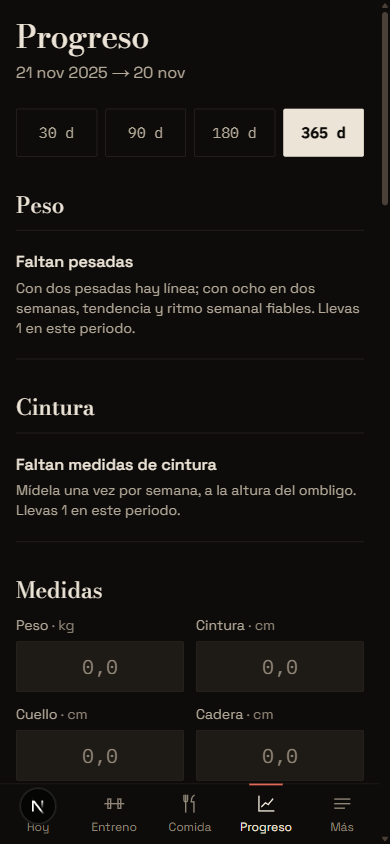 Progreso
21 nov 2025 → 20 nov
30 d
90 d
180 d
365 d
Peso
Faltan pesadas
Con dos pesadas hay línea; con ocho en dos
semanas, tendencia y ritmo semanal fiables. Llevas
1 en este periodo.
Cintura
Faltan medidas de cintura
Mídela una vez por semana, a la altura del ombligo.
Llevas 1 en este periodo.
Medidas
Peso · kg
Cintura · cm
0,0
0,0
Cuello · cm
Cadera · cm
0,0
0,0
N
Hoy
Entreno
Comida
Progreso
Más